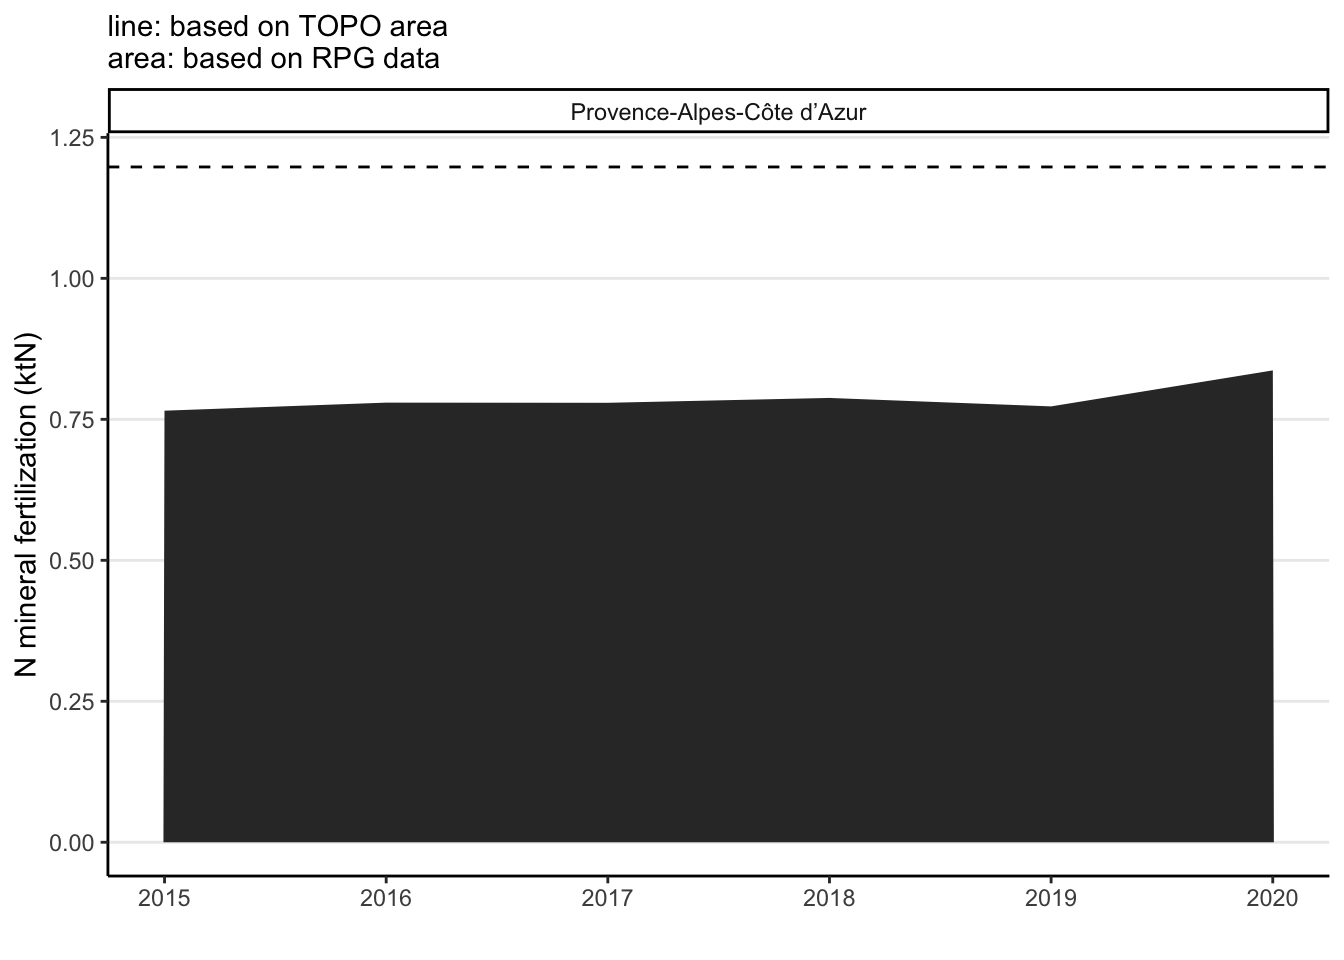 line: based on TOPO area
area: based on RPG data
Provence-Alpes-Côte d’Azur
1.25
1.00
0.75
0.50
0.25
0.00
N mineral fertilization (ktN)
2015 2016 2017 2018 2019 2020